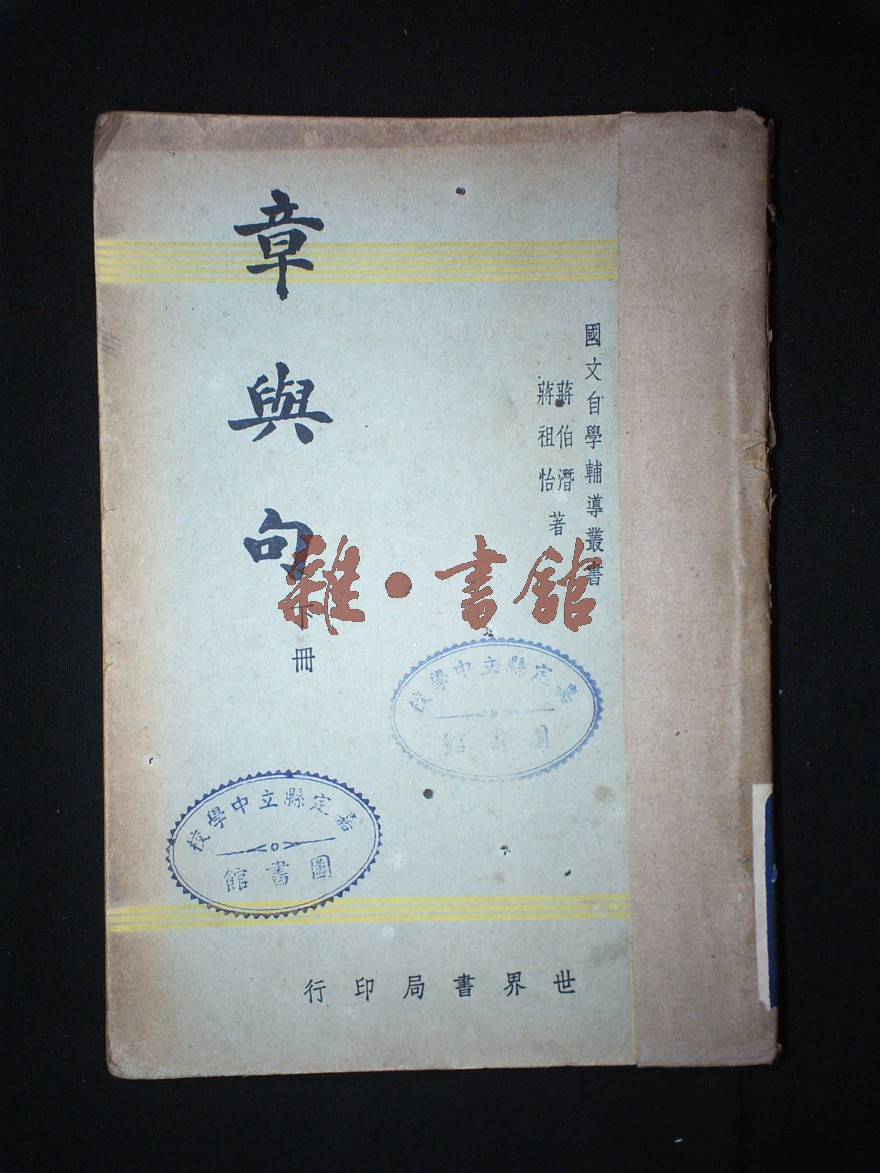 國文自學輔導叢書
蔣伯潛
蔣祖怡
著
章與句
下冊
雜·書館
嘉定縣立中學校
圖書館
嘉定縣立中學校
圖書館
世界書局印行